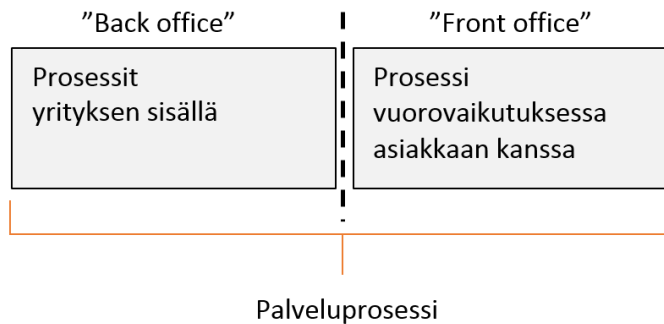 ”Back office”
”Front office”
Prosessit
yrityksen sisällä
Prosessi
vuorovaikutuksessa
asiakkaan kanssa
Palveluprosessi